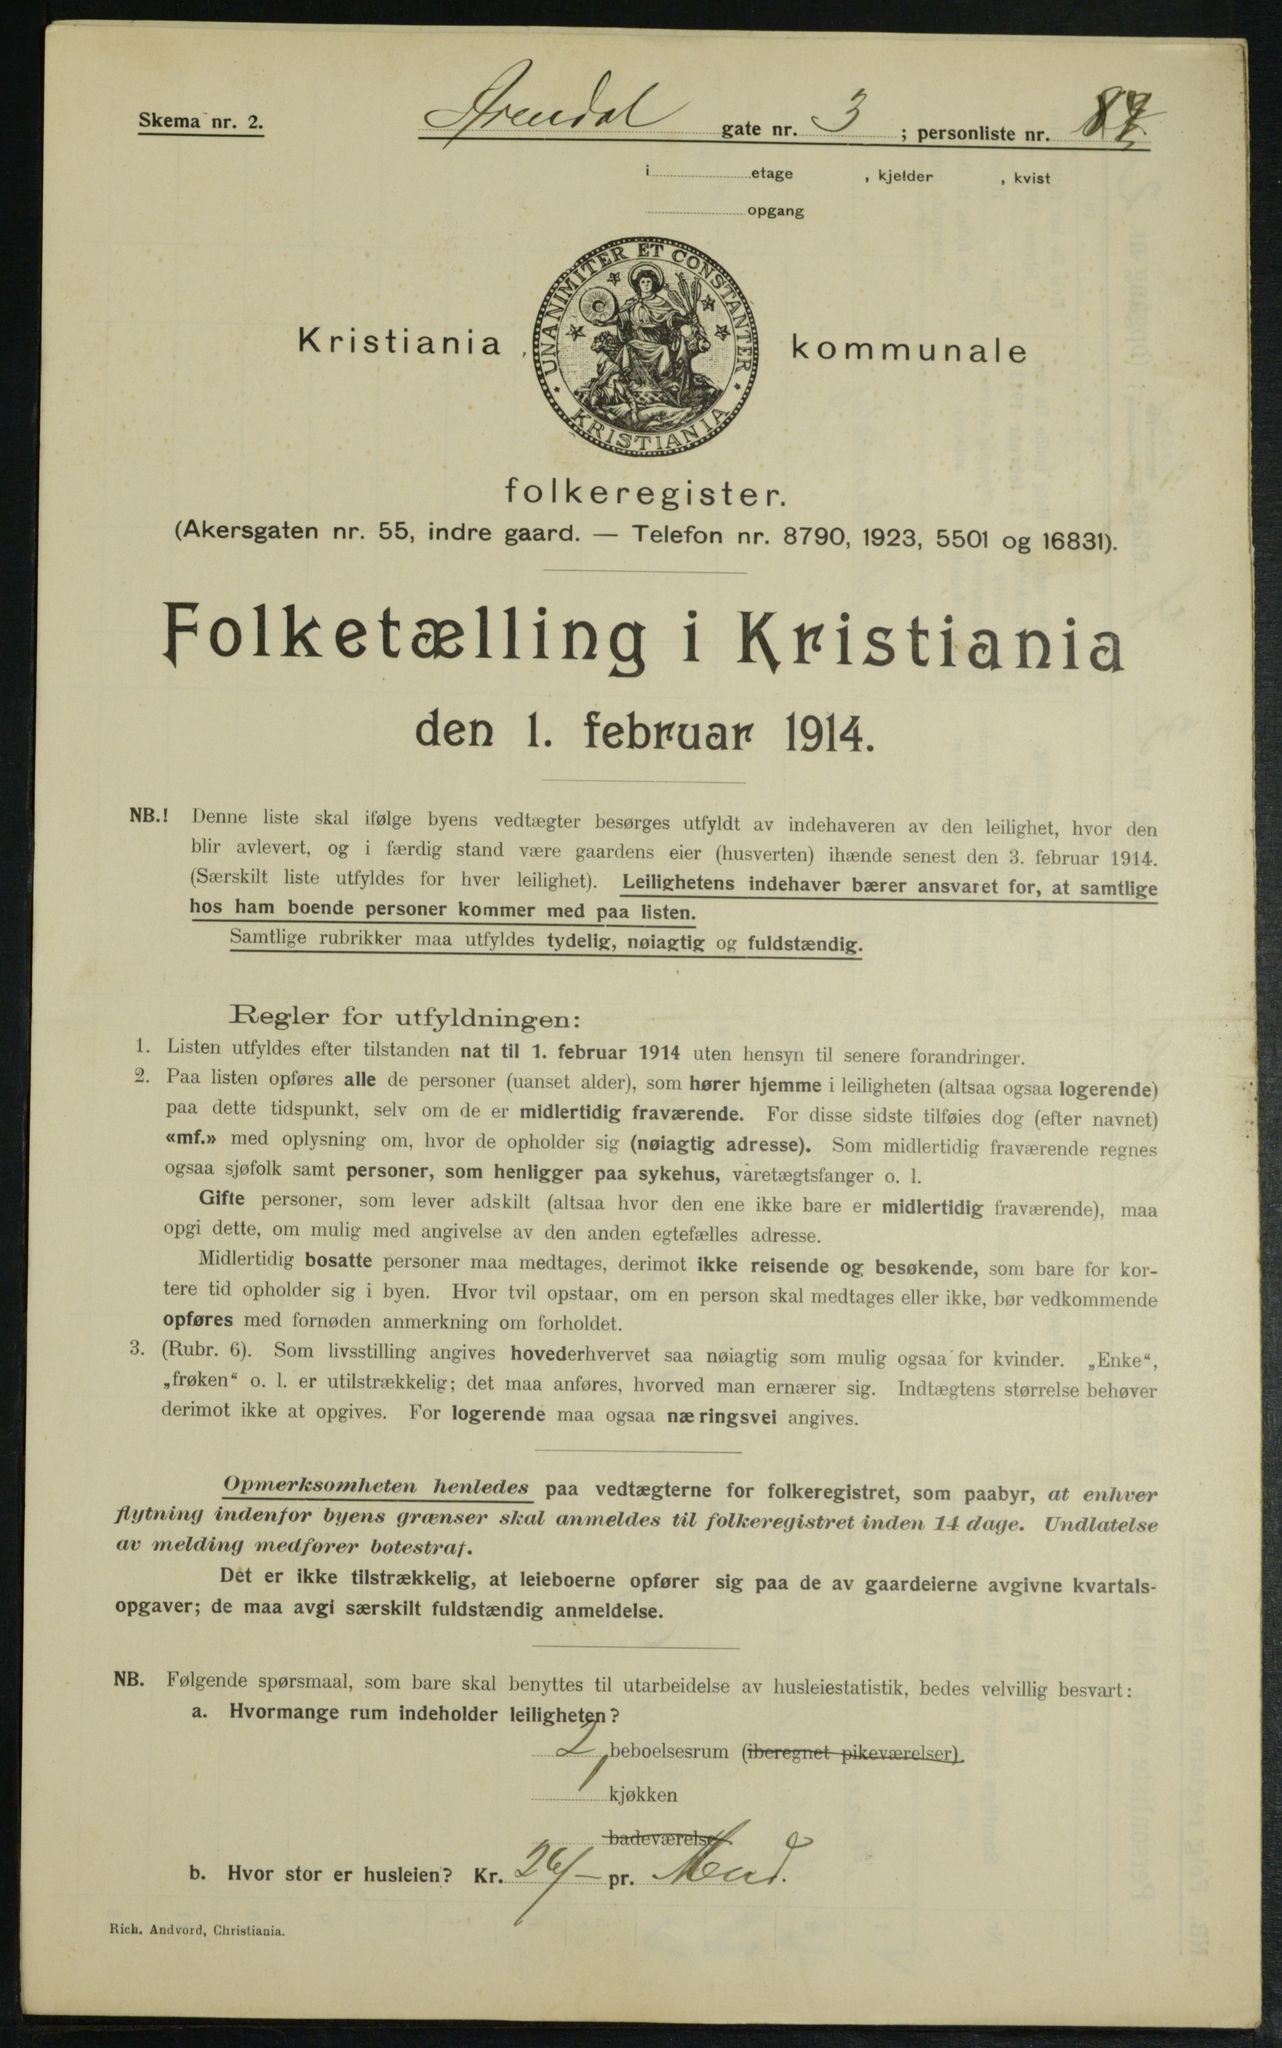 Skema nr. 2.
Arendal gate nr. 3 ; personliste nr.
i etage , kjelder , kvist
opgang
Kristiania kommunale
UNANIMITER ET CONSTANTER
KRISTIANIA
folkeregister.
(Akersgaten nr. 55, indre gaard. — Telefon nr. 8790, 1923, 5501 og 16831).
Folketælling i Kristiania
den 1. februar 1914.
NB.! Denne liste skal ifølge byens vedtægter besørges utfyldt av indehaveren av den leilighet, hvor den
blir avlevert, og i færdig stand være gaardens eier (husverten) ihænde senest den 3. februar 1914.
(Særskilt liste utfyldes for hver leilighet). Leilighetens indehaver bærer ansvaret for, at samtlige
hos ham boende personer kommer med paa listen.
Samtlige rubrikker maa utfyldes tydelig, nøiagtig og fuldstændig.
Regler for utfyldningen:
1. Listen utfyldes efter tilstanden nat til 1. februar 1914 uten hensyn til senere forandringer.
2. Paa listen opføres alle de personer (uanset alder), som hører hjemme i leiligheten (altsaa ogsaa logerende)
paa dette tidspunkt, selv om de er midlertidig fraværende. For disse sidste tilføies dog (efter navnet)
«mf.» med oplysning om, hvor de opholder sig (nøiagtig adresse). Som midlertidig fraværende regnes
ogsaa sjøfolk samt personer, som henligger paa sykehus, varetægtsfanger o. l.
Gifte personer, som lever adskilt (altsaa hvor den ene ikke bare er midlertidig fraværende), maa
opgi dette, om mulig med angivelse av den anden egtefælles adresse.
Midlertidig bosatte personer maa medtages, derimot ikke reisende og besøkende, som bare for kor-
tere tid opholder sig i byen. Hvor tvil opstaar, om en person skal medtages eller ikke, bør vedkommende
opføres med fornøden anmerkning om forholdet.
3. (Rubr. 6). Som livsstilling angives hovederhvervet saa nøiagtig som mulig ogsaa for kvinder. „Enke“,
„frøken“ o. l. er utilstrækkelig; det maa anføres, hvorved man ernærer sig. Indtægtens størrelse behøver
derimot ikke at opgives. For logerende maa ogsaa næringsvei angives.
Opmerksomheten henledes paa vedtægterne for folkeregistret, som paabyr, at enhver
flytning indenfor byens grænser skal anmeldes til folkeregistret inden 14 dage. Undlatelse
av melding medfører botestraf.
Det er ikke tilstrækkelig, at leieboerne opfører sig paa de av gaardeierne avgivne kvartals-
opgaver; de maa avgi særskilt fuldstændig anmeldelse.
NB. Følgende spørsmaal, som bare skal benyttes til utarbeidelse av husleiestatistik, bedes velvillig besvart:
a. Hvormange rum indeholder leiligheten?
2 beboelsesrum (iberegnet pikeværelser).
1 kjøkken
badeværelse
b. Hvor stor er husleien? Kr. 26/— pr. Mnd.
Rich. Andvord, Christiania.